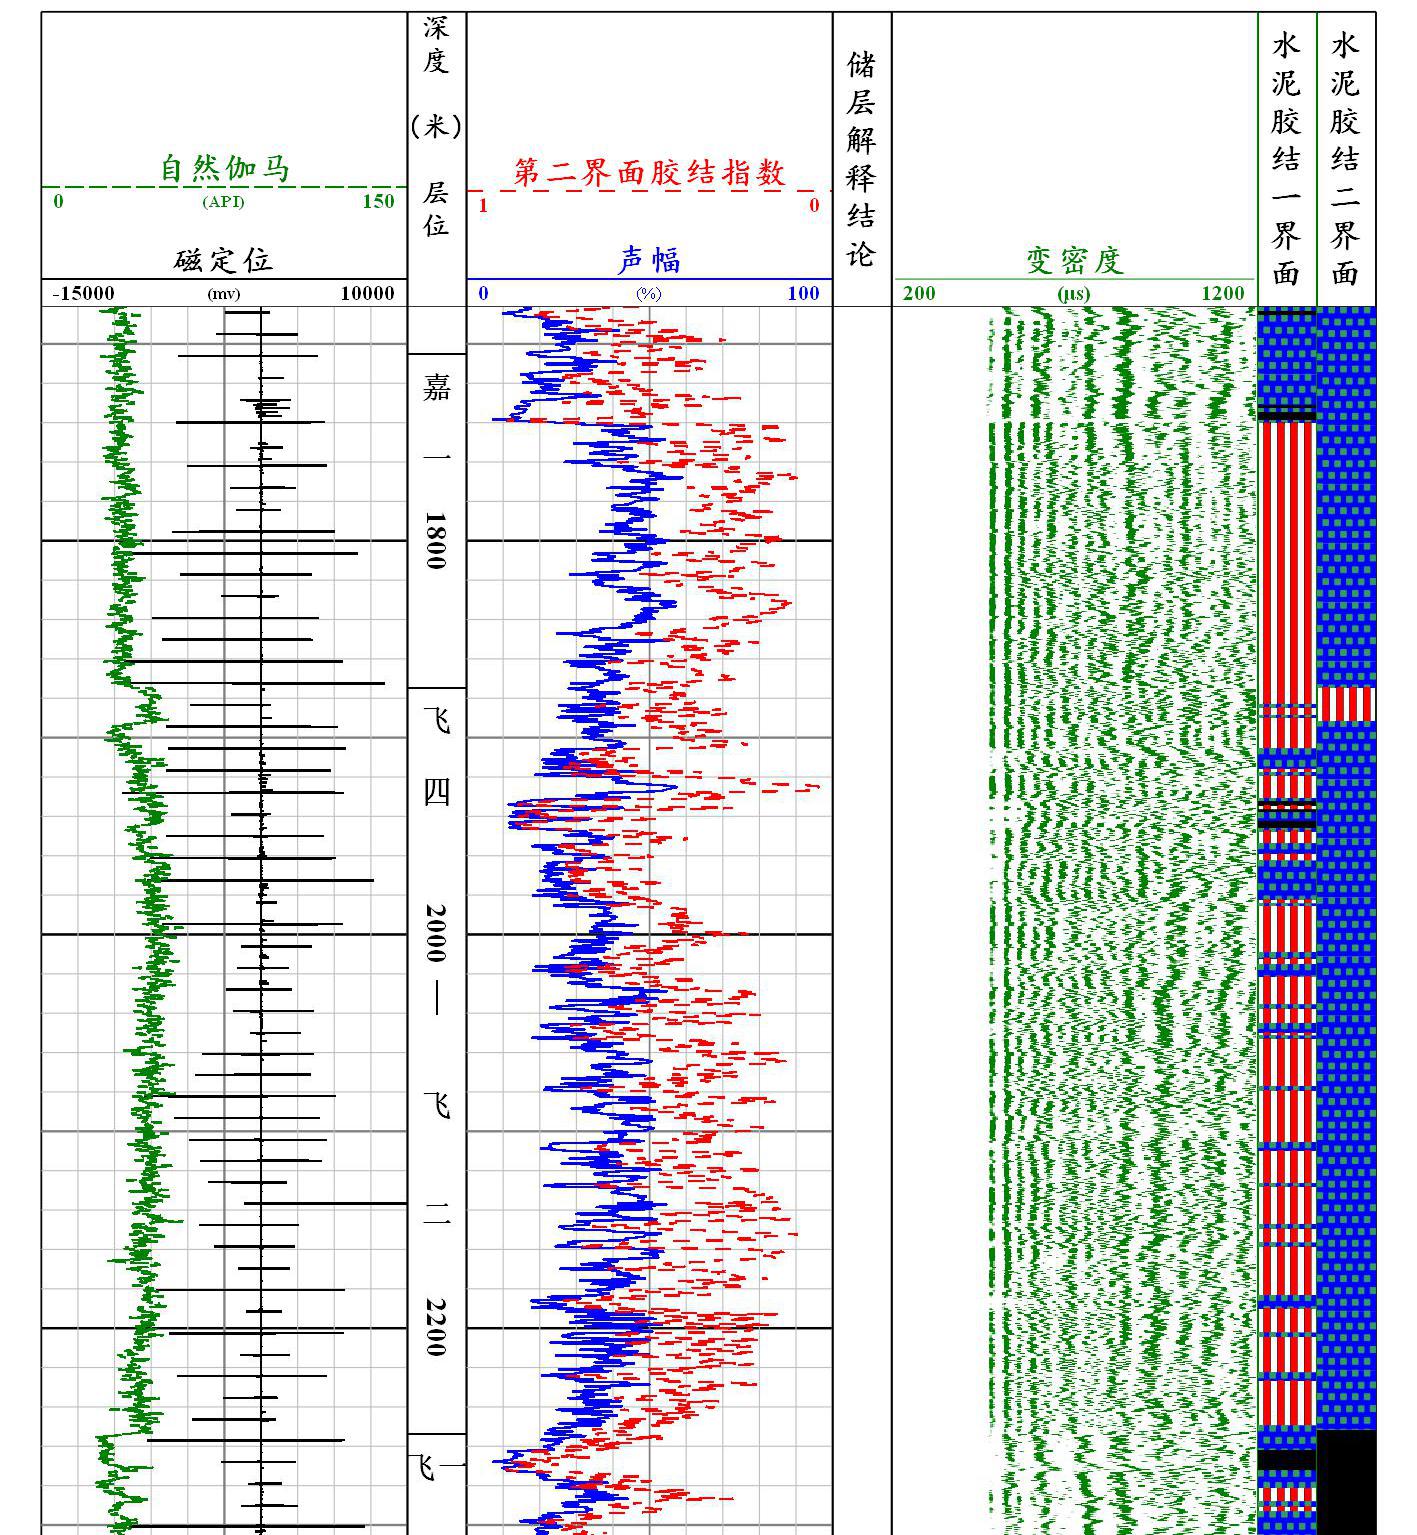 自然伽马
0 (API) 150
磁定位
-15000 (mv) 10000
深度
(米)
层位
第二界面胶结指数
1 0
声幅
0 (%) 100
储层解释结论
变密度
200 (μs) 1200
水泥胶结一界面
水泥胶结二界面
嘉
一
1800
飞
四
2000
—
飞
二
2200
飞一